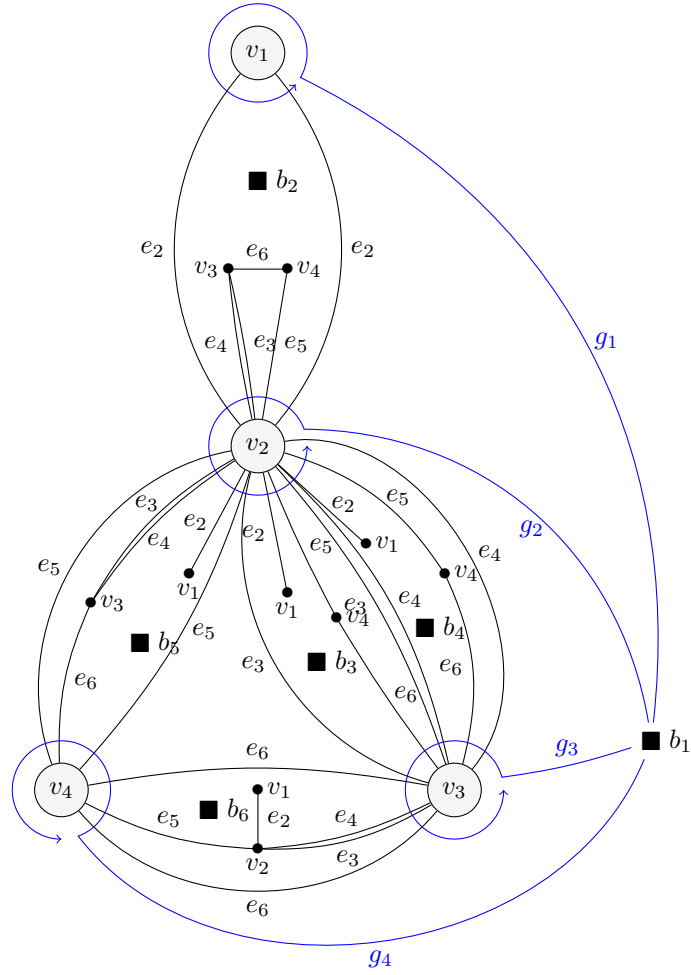 v₁
g₁
b₂
e₂ e₂
e₆
v₃ v₄
e₄ e₃ e₅
v₂
g₂
e₃ e₂ e₂ e₂ e₅ e₄
e₅ e₄ e₅ v₁
v₃ v₁ v₁ e₃ e₄ v₄
v₄
b₅ e₅ b₃ b₄
e₆ e₃ e₆ e₆
b₁
g₃
e₆
v₄ v₁ v₃
b₆
e₅ e₂ e₄
v₂ e₃
e₆
g₄